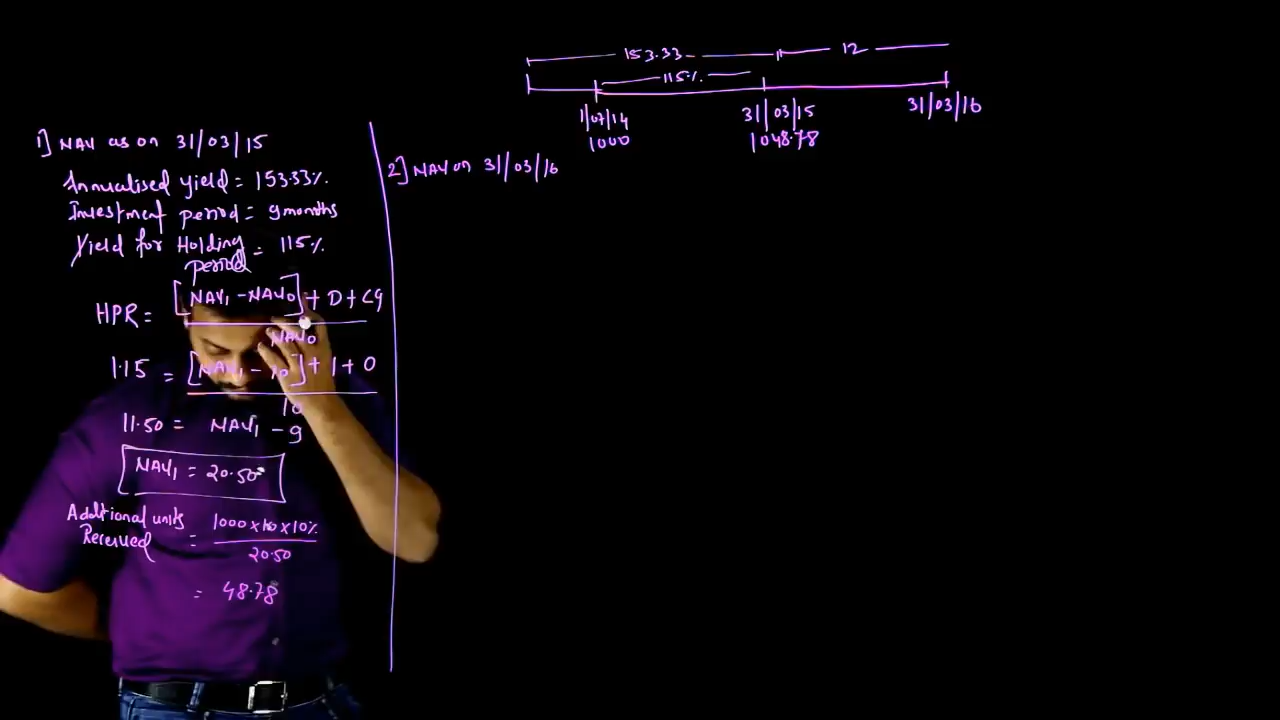 153.33
12
115%
1/07/14
31/03/15
31/03/16
1000
1048.78
1] NAV as on 31/03/15
Annualised yield = 153.33%
Investment period = 9 months
Yield for Holding period = 115%
HPR = [NAV₁ - NAV₀] + D + CG
NAV₀
1.15 = [NAV₁ - 10] + 1 + 0
10
11.50 = NAV₁ - 9
NAV₁ = 20.50
Additional units Received = 1000 x 10 x 10%
20.50
= 48.78
2] NAV on 31/03/16